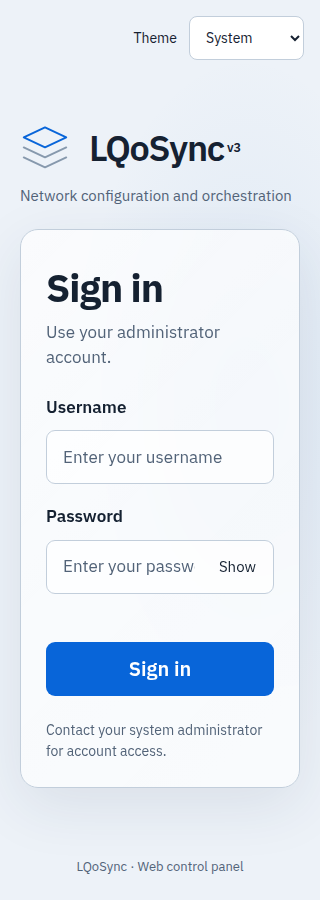 Theme System
LQoSync v3
Network configuration and orchestration
Sign in
Use your administrator
account.
Username
Enter your username
Password
Enter your passw Show
Sign in
Contact your system administrator
for account access.
LQoSync · Web control panel